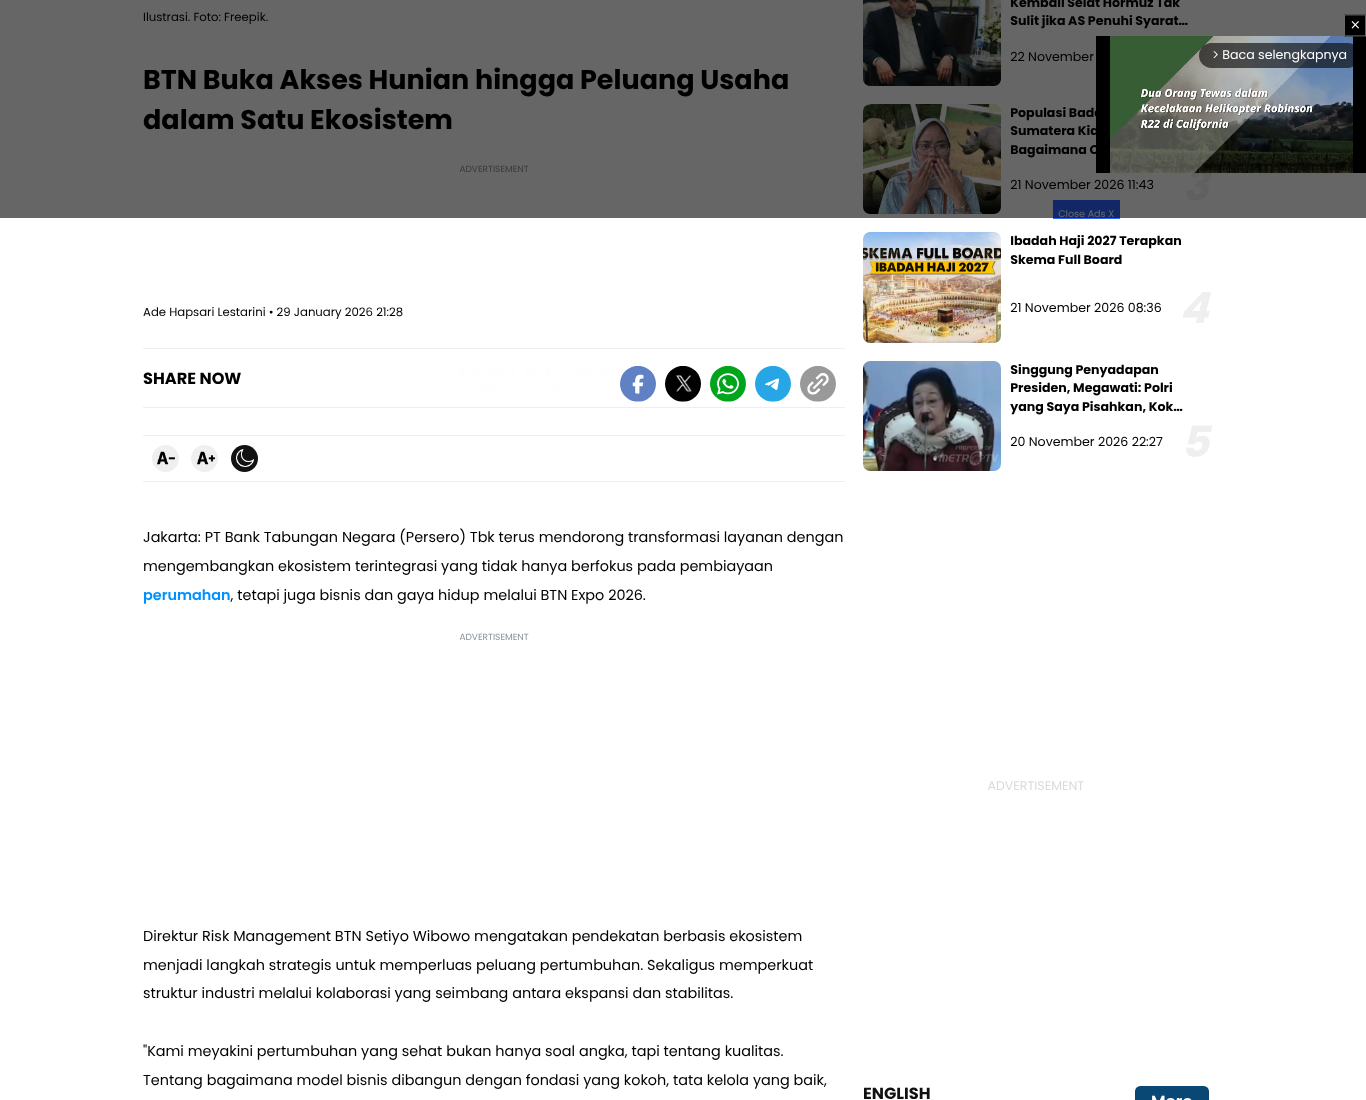 Ilustrasi. Foto: Freepik.
BTN Buka Akses Hunian hingga Peluang Usaha
dalam Satu Ekosistem
ADVERTISEMENT
Ade Hapsari Lestarini • 29 January 2026 21:28
SHARE NOW
A-
A+
Jakarta: PT Bank Tabungan Negara (Persero) Tbk terus mendorong transformasi layanan dengan
mengembangkan ekosistem terintegrasi yang tidak hanya berfokus pada pembiayaan
perumahan, tetapi juga bisnis dan gaya hidup melalui BTN Expo 2026.
ADVERTISEMENT
Direktur Risk Management BTN Setiyo Wibowo mengatakan pendekatan berbasis ekosistem
menjadi langkah strategis untuk memperluas peluang pertumbuhan. Sekaligus memperkuat
struktur industri melalui kolaborasi yang seimbang antara ekspansi dan stabilitas.
"Kami meyakini pertumbuhan yang sehat bukan hanya soal angka, tapi tentang kualitas.
Tentang bagaimana model bisnis dibangun dengan fondasi yang kokoh, tata kelola yang baik,
Kembali Selat Hormuz Tak
Sulit jika AS Penuhi Syarat...
22 November
Populasi Bada
Sumatera
Bagaimana
21 November 2026 11:43
3
Close Ads X
× 
Baca selengkapnya
Dua Orang Tewas dalam
Kecelakaan Helikopter Robinson
R22 di California
SKEMA FULL BOARD
IBADAH HAJI 2027
Ibadah Haji 2027 Terapkan
Skema Full Board
21 November 2026 08:36
4
Singgung Penyadapan
Presiden, Megawati: Polri
yang Saya Pisahkan, Kok...
20 November 2026 22:27
5
METROTV
ADVERTISEMENT
ENGLISH
More